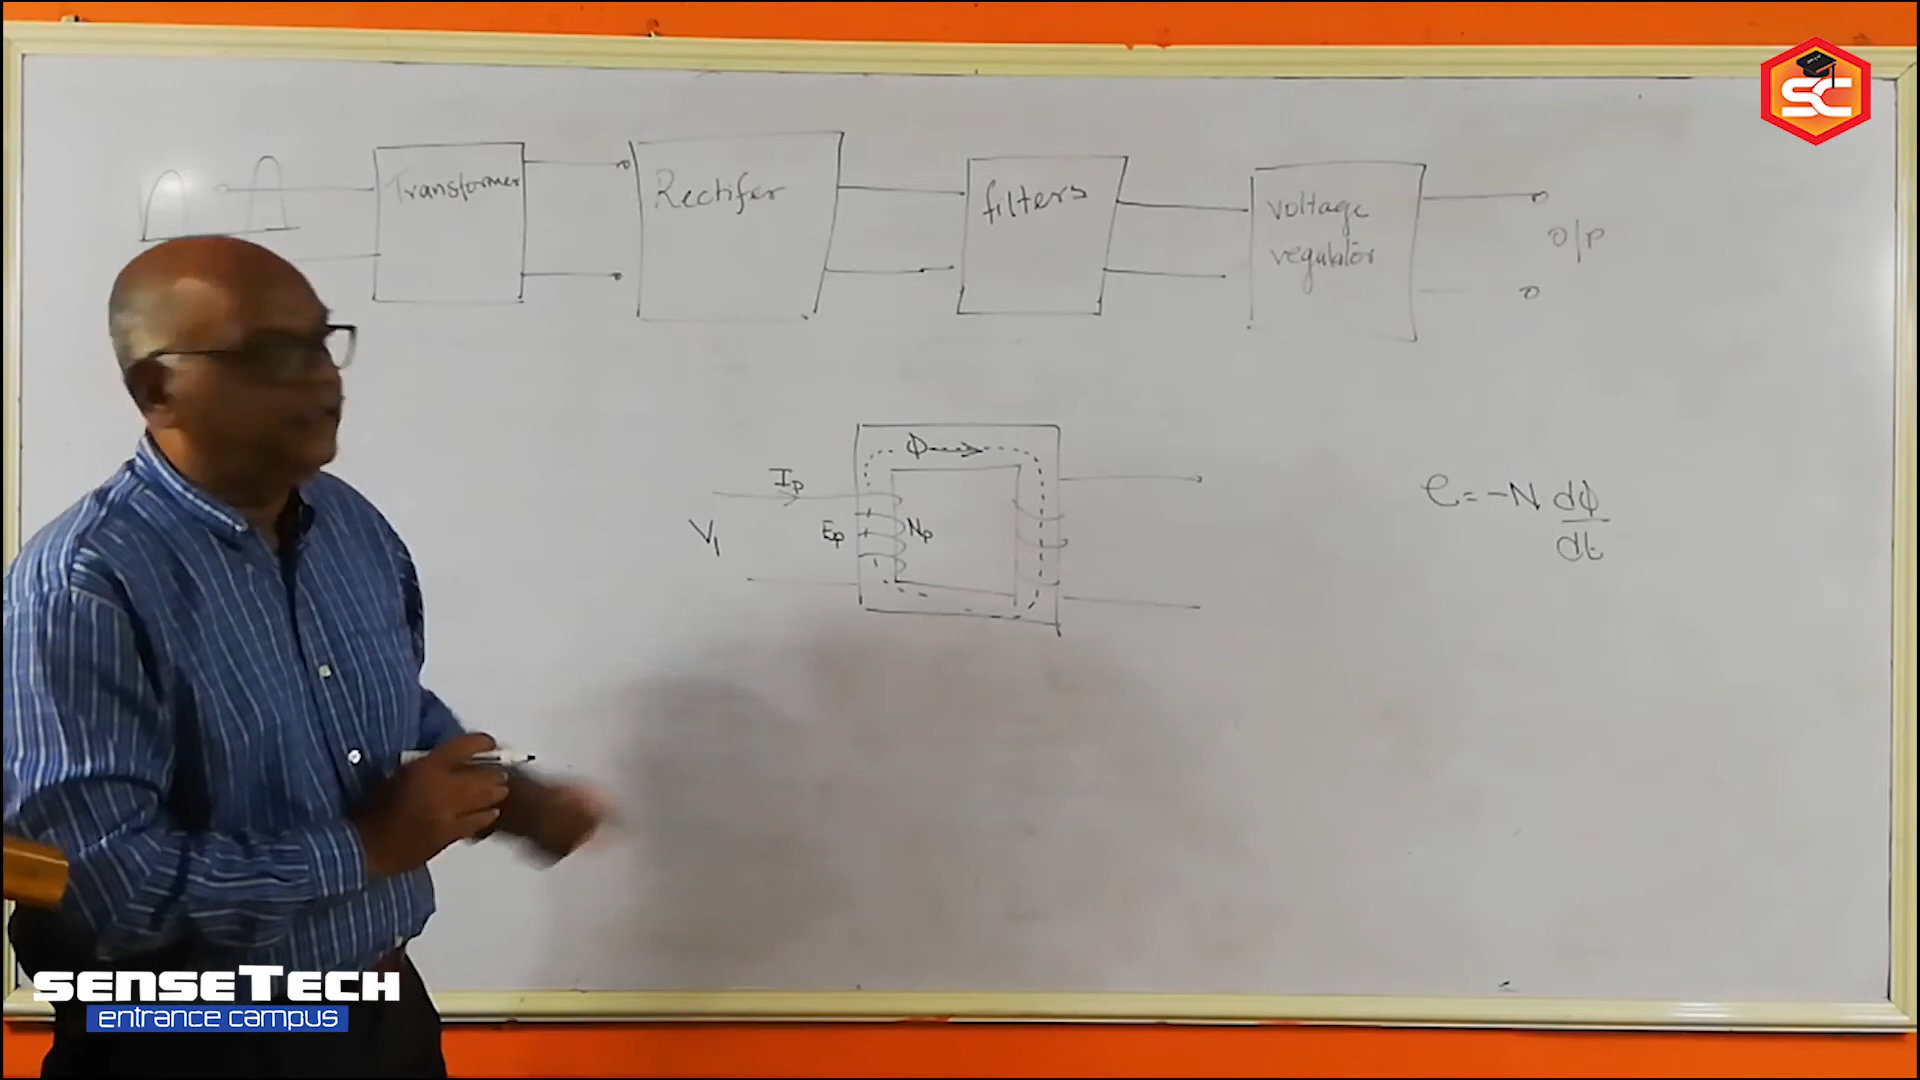 SC
Transformer
Rectifer
filters
voltage
regulator
O/P
Φ
Ip
V1
Ep
Np
e = -N dΦ
dt
SENSETECH
entrance campus